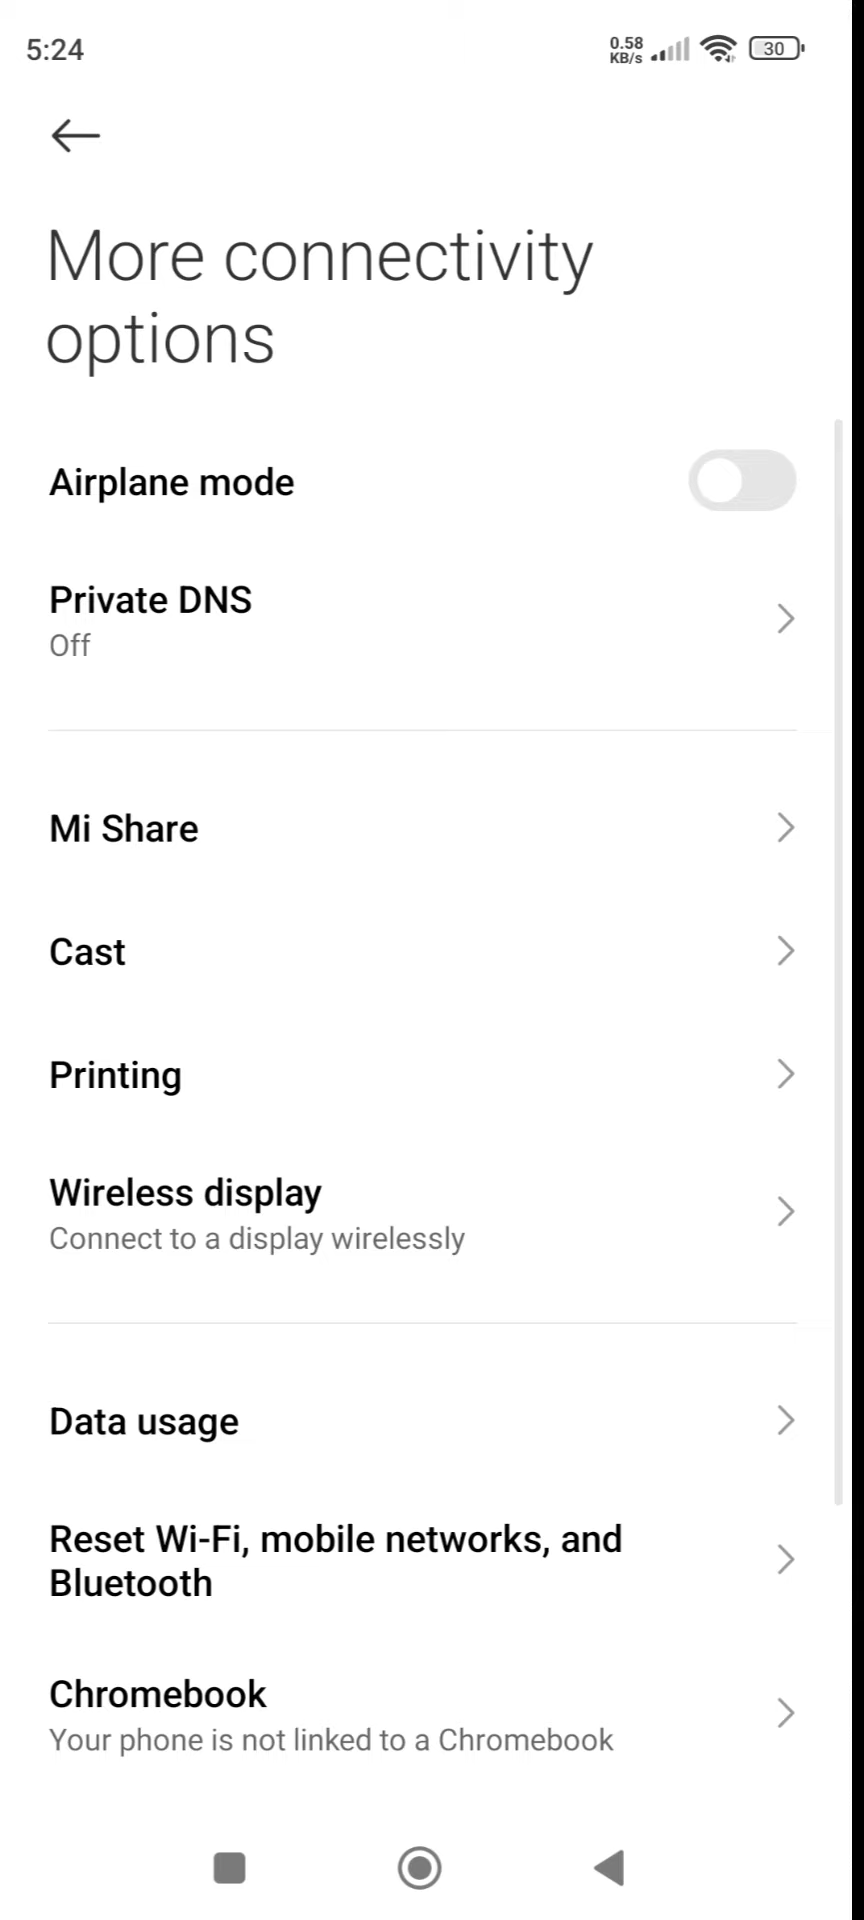 5:24
0.58
KB/s
30
More connectivity
options
Airplane mode
Private DNS
Off
Mi Share
Cast
Printing
Wireless display
Connect to a display wirelessly
Data usage
Reset Wi-Fi, mobile networks, and
Bluetooth
Chromebook
Your phone is not linked to a Chromebook